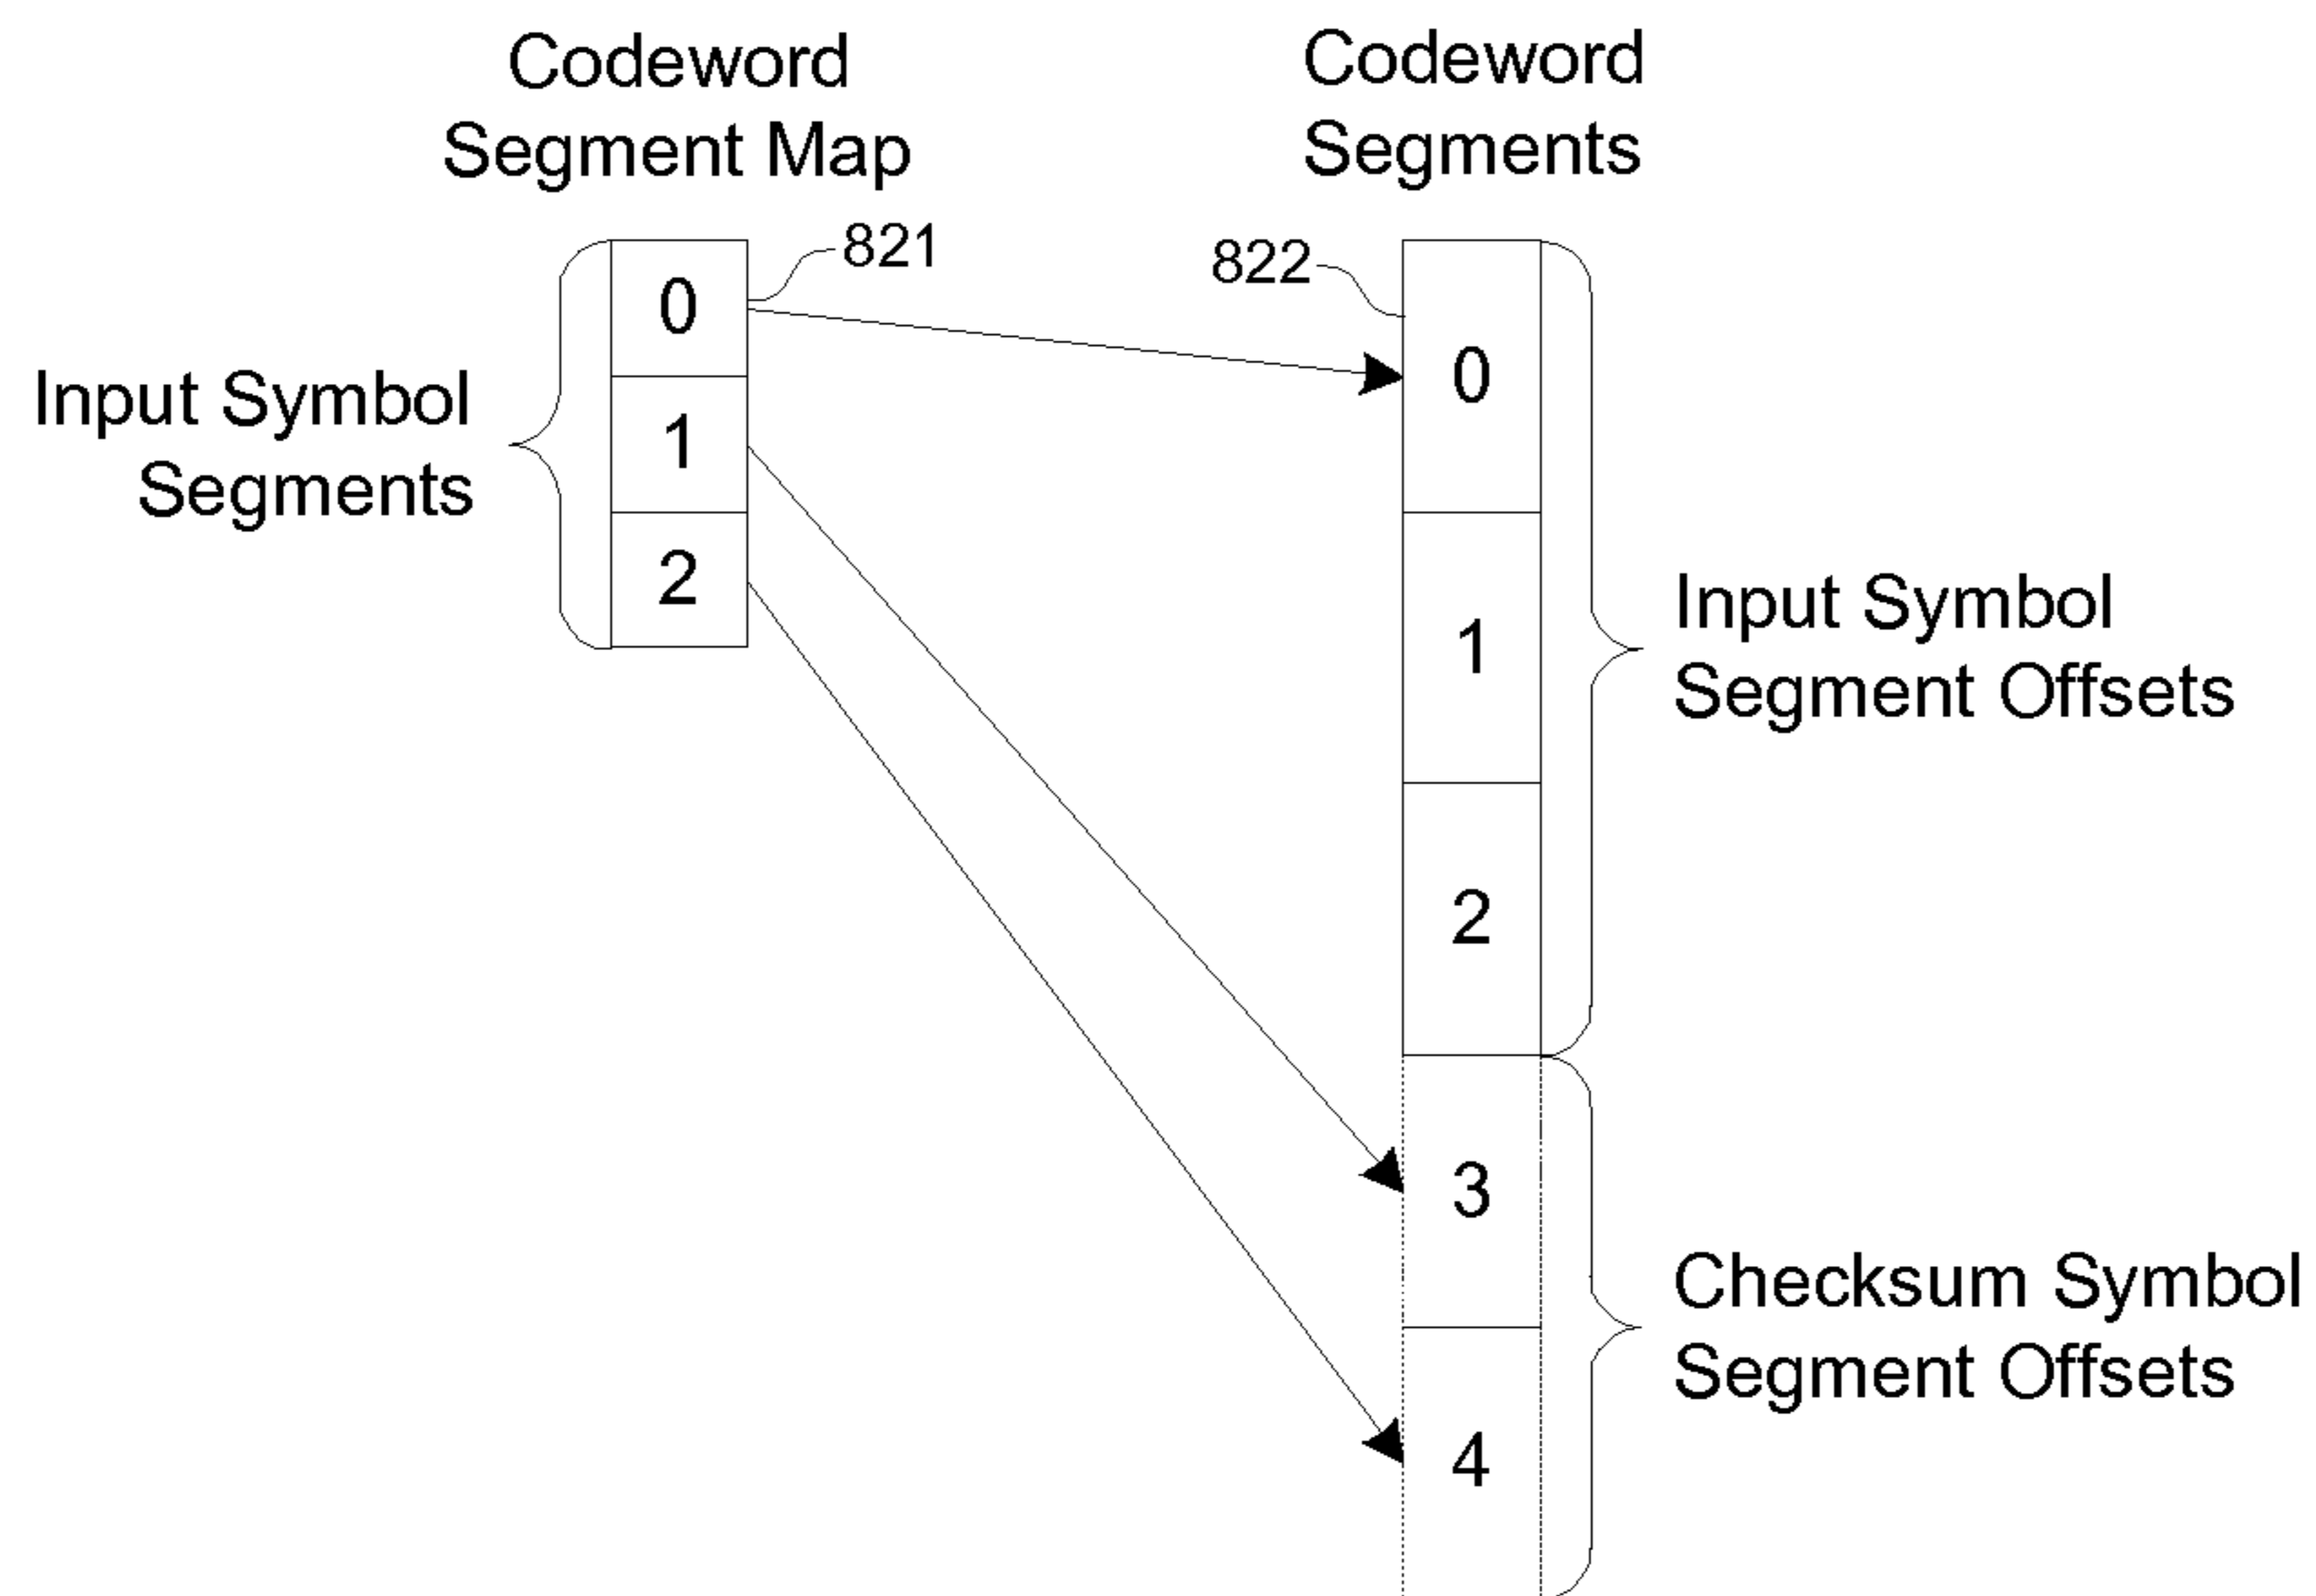 Codeword
Segment Map
Codeword
Segments
821
822
0
1
2
Input Symbol
Segments
0
1
2
3
4
Input Symbol
Segment Offsets
Checksum Symbol
Segment Offsets